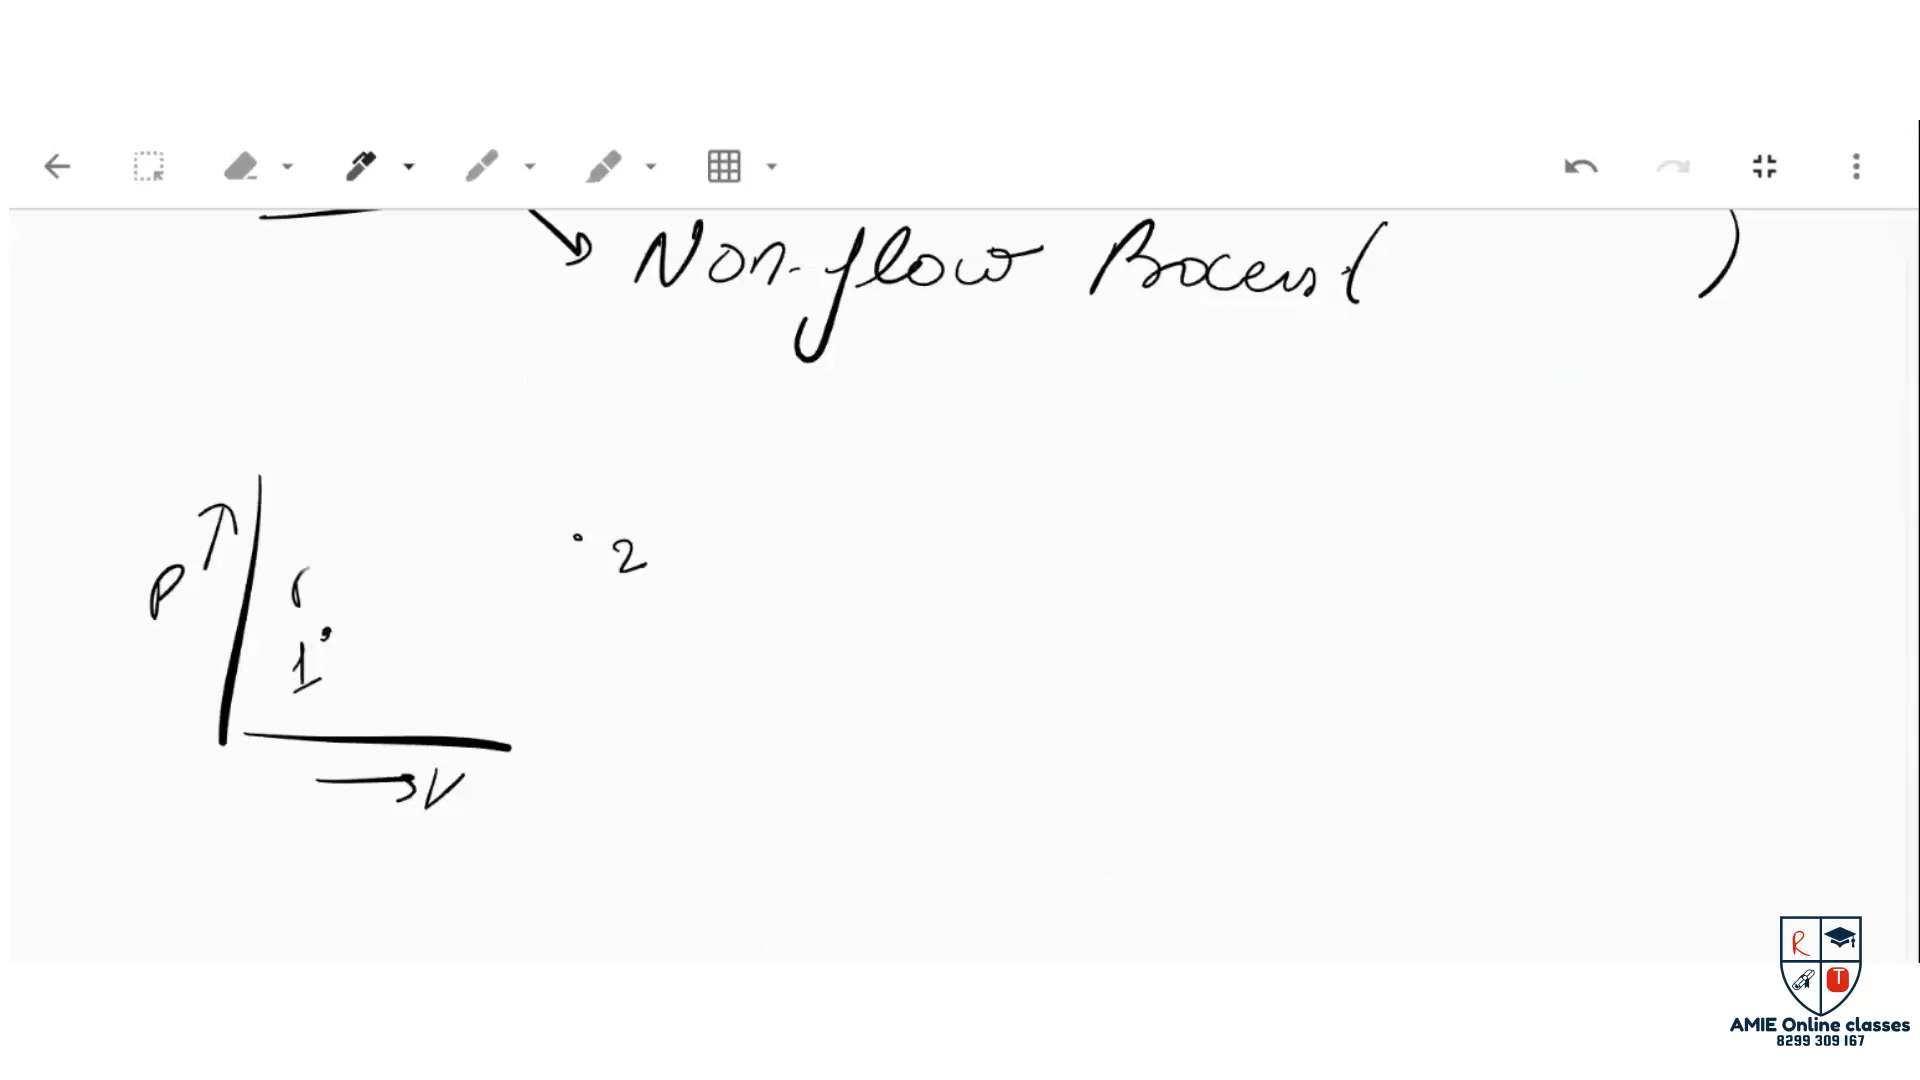 Non-flow Process (                    )
P
2
1
V
R
T
AMIE Online classes
8299 309 167